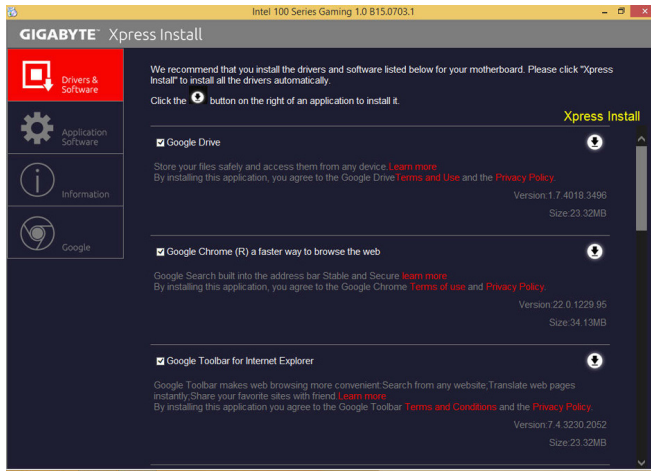 Intel 100 Series Gaming 1.0 B15.0703.1
GIGABYTE™ Xpress Install
Drivers &
Software
Application
Software
Information
Google
We recommend that you install the drivers and software listed below for your motherboard. Please click "Xpress
Install" to install all the drivers automatically.
Click the button on the right of an application to install it.
Xpress Install
Google Drive
Store your files safely and access them from any device.Learn more
By installing this application, you agree to the Google DriveTerms and Use and the Privacy Policy.
Version:1.7.4018.3496
Size:23.32MB
Google Chrome (R) a faster way to browse the web
Google Search built into the address bar Stable and Secure learn more
By installing this application, you agree to the Google Chrome Terms of use and Privacy Policy.
Version:22.0.1229.95
Size:34.13MB
Google Toolbar for Internet Explorer
Google Toolbar makes web browsing more convenient;Search from any website;Translate web pages
instantly;Share your favorite sites with friend.Learn more
By installing this application you agree to the Google Toolbar Terms and Conditions and the Privacy Policy.
Version:7.4.3230.2052
Size:23.32MB